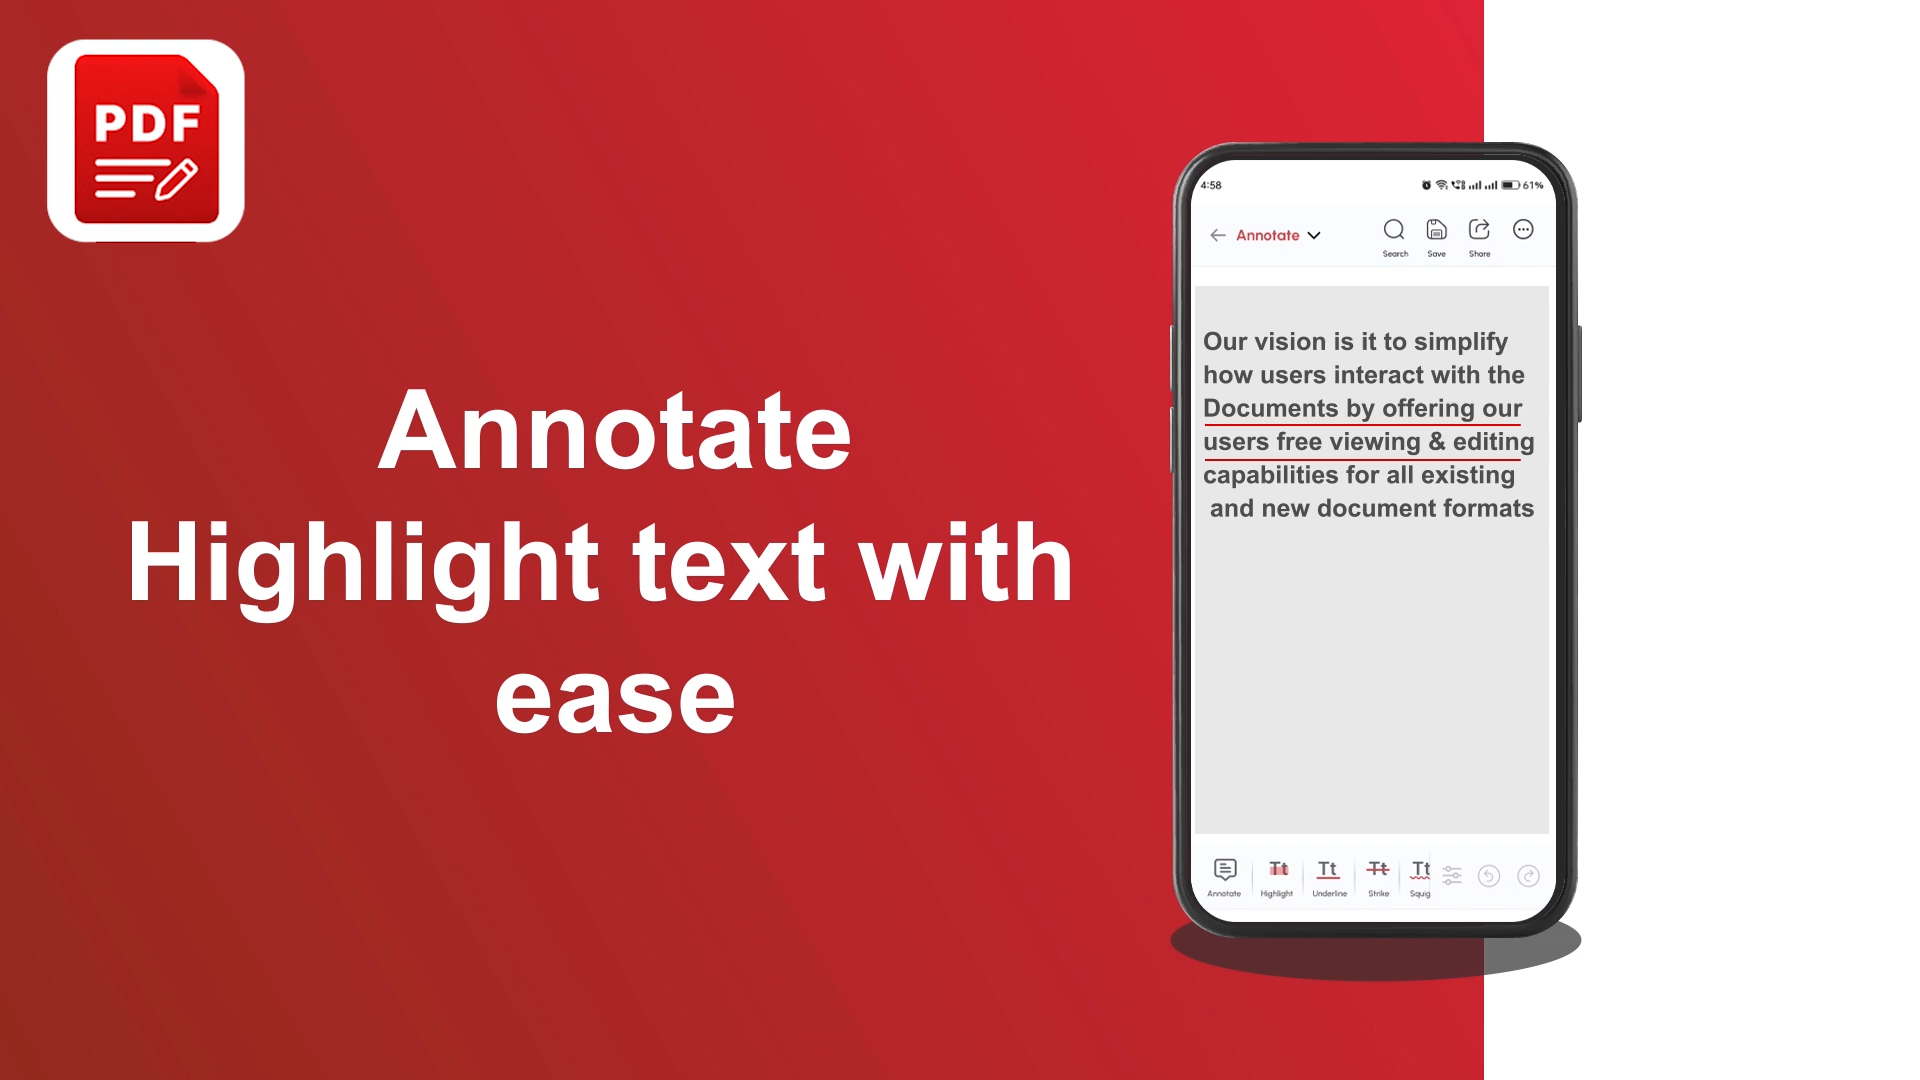 PDF
Annotate
Highlight text with
ease
4:58
61%
Annotate
Search
Save
Share
Our vision is it to simplify
how users interact with the
Documents by offering our
users free viewing & editing
capabilities for all existing
and new document formats
Tt
Tt
Tt
Tt
Annotate
Highlight
Underline
Strike
Squig